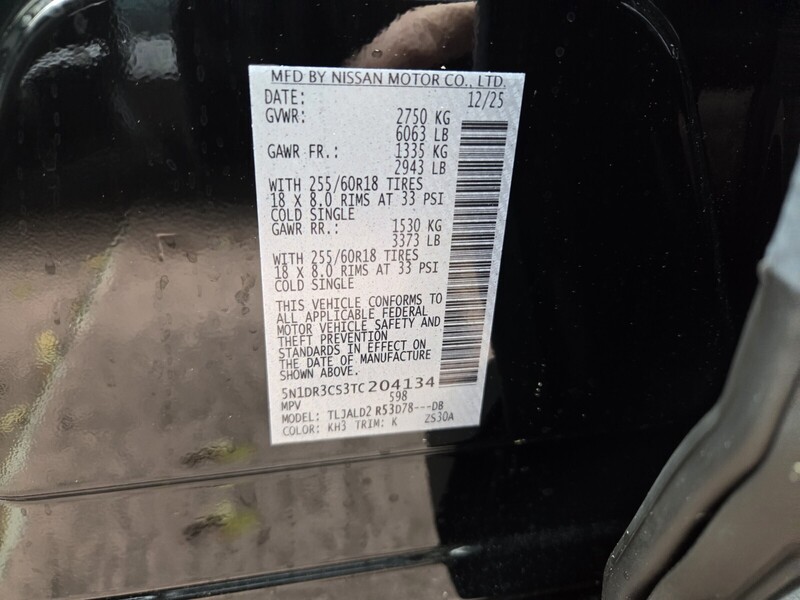 MFD BY NISSAN MOTOR CO., LTD.
DATE: 12/25
GVWR: 2750 KG
6063 LB
GAWR FR.: 1335 KG
2943 LB
WITH 255/60R18 TIRES
18 X 8.0 RIMS AT 33 PSI
COLD SINGLE
GAWR RR.: 1530 KG
3373 LB
WITH 255/60R18 TIRES
18 X 8.0 RIMS AT 33 PSI
COLD SINGLE
THIS VEHICLE CONFORMS TO
ALL APPLICABLE FEDERAL
MOTOR VEHICLE SAFETY AND
THEFT PREVENTION
STANDARDS IN EFFECT ON
THE DATE OF MANUFACTURE
SHOWN ABOVE.
5N1DR3CS3TC204134
MPV 598
MODEL: TLJALD2 R53D78---DB
COLOR: KH3 TRIM: K ZS30A